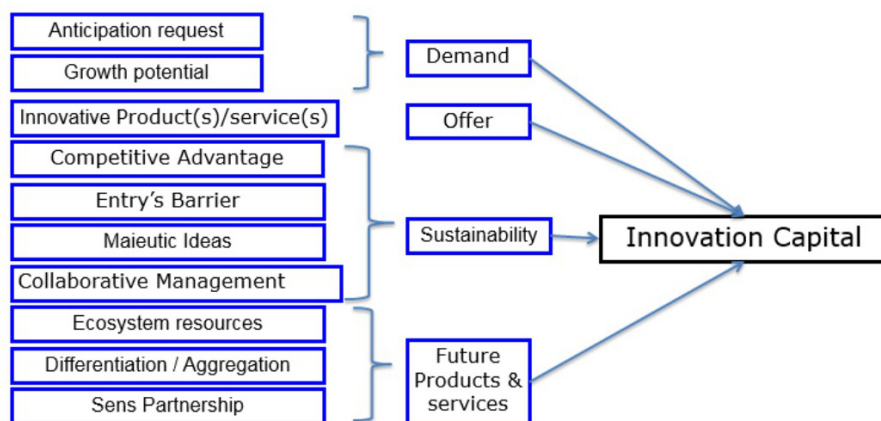 Anticipation request
Growth potential
Innovative Product(s)/service(s)
Competitive Advantage
Entry’s Barrier
Maieutic Ideas
Collaborative Management
Ecosystem resources
Differentiation / Aggregation
Sens Partnership
Demand
Offer
Sustainability
Future
Products &
services
Innovation Capital